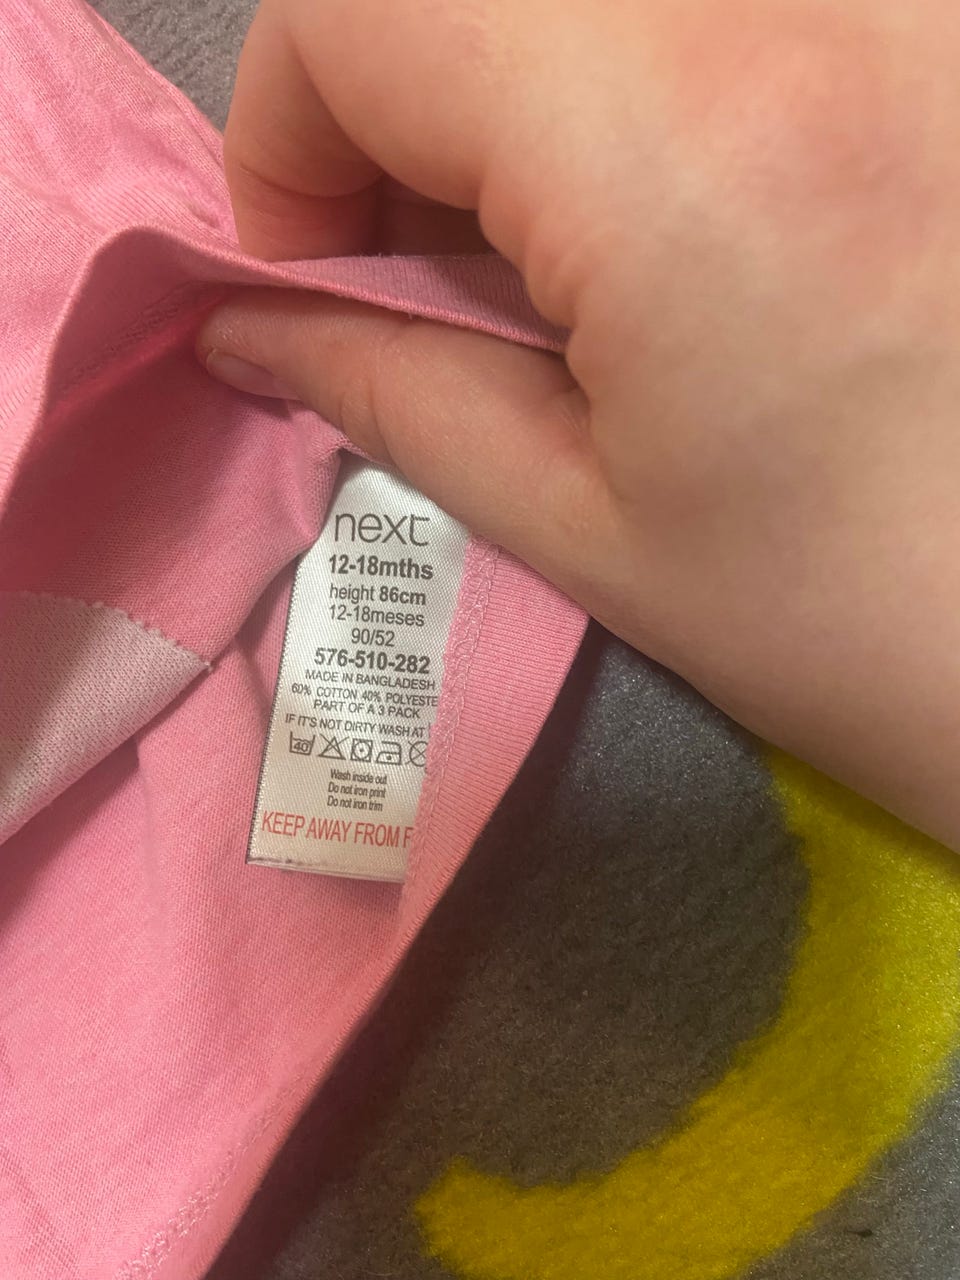 next
12-18mths
height 86cm
12-18meses
90/52
576-510-282
MADE IN BANGLADESH
60% COTTON 40% POLYESTE
PART OF A 3 PACK
IF IT'S NOT DIRTY WASH AT
40
Wash inside out
Do not iron print
Do not iron trim
KEEP AWAY FROM F